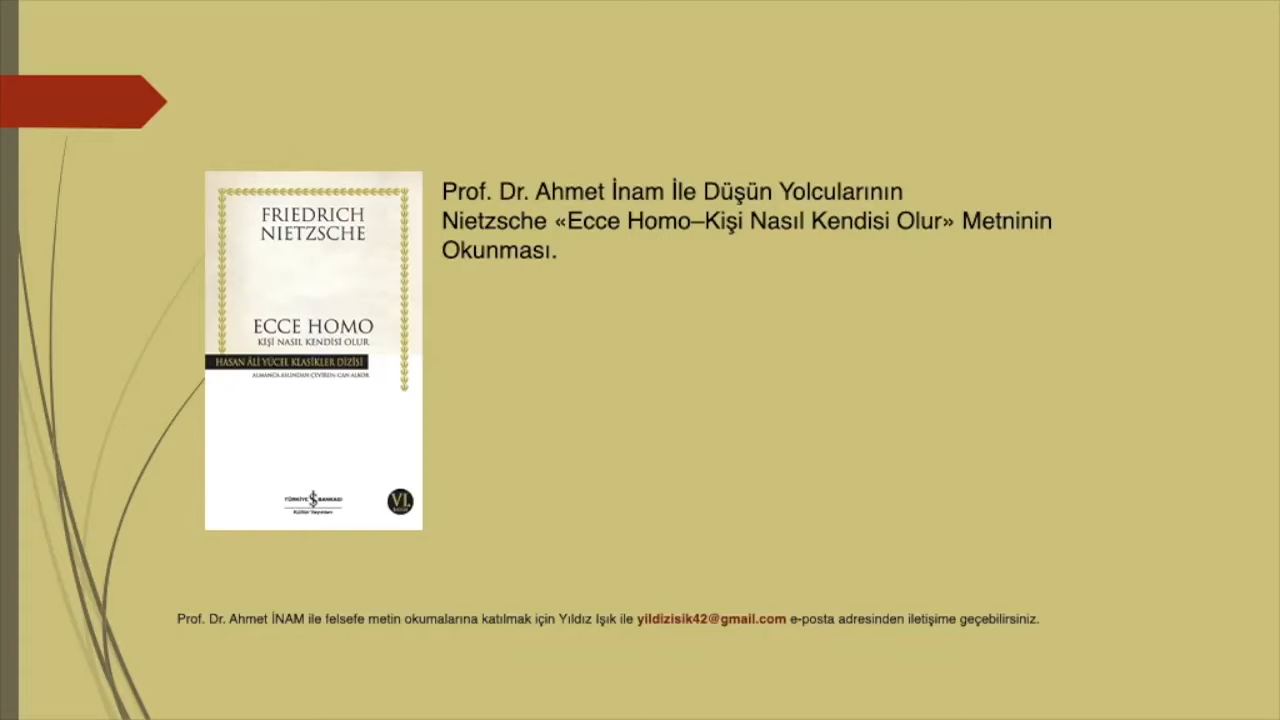 Prof. Dr. Ahmet İnam İle Düşün Yolcularının
Nietzsche «Ecce Homo–Kişi Nasıl Kendisi Olur» Metninin
Okunması.
FRIEDRICH
NIETZSCHE
ECCE HOMO
KİŞİ NASIL KENDİSİ OLUR
HASAN ÂLİ YÜCEL KLASİKLER DİZİSİ
ALMANCA ASLINDAN ÇEVİREN: CAN ALKOR
TÜRKİYE İŞ BANKASI
Kültür Yayınları
VI.
Prof. Dr. Ahmet İNAM ile felsefe metin okumalarına katılmak için Yıldız Işık ile yildizisik42@gmail.com e-posta adresinden iletişime geçebilirsiniz.